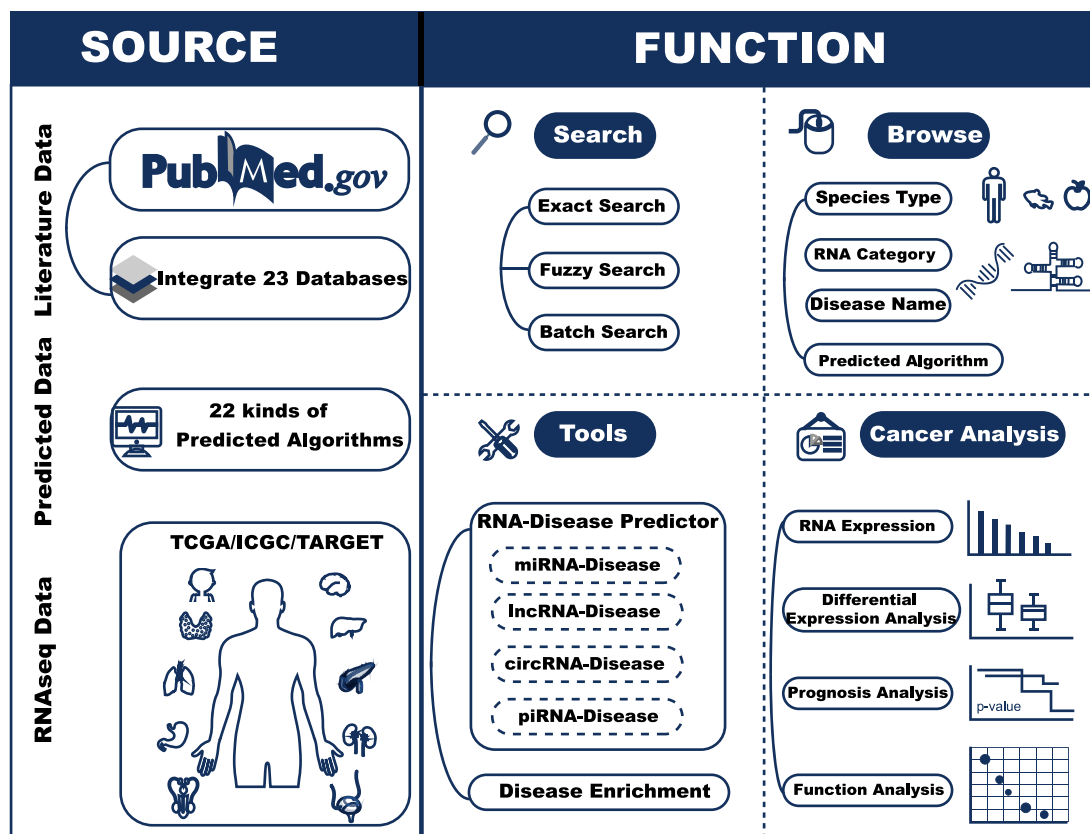 SOURCE
FUNCTION
Literature Data
PubMed.gov
Integrate 23 Databases
Predicted Data
22 kinds of
Predicted Algorithms
RNAseq Data
TCGA/ICGC/TARGET
Search
Exact Search
Fuzzy Search
Batch Search
Browse
Species Type
RNA Category
Disease Name
Predicted Algorithm
Tools
RNA-Disease Predictor
miRNA-Disease
lncRNA-Disease
circRNA-Disease
piRNA-Disease
Disease Enrichment
Cancer Analysis
RNA Expression
Differential
Expression Analysis
Prognosis Analysis
p-value
Function Analysis